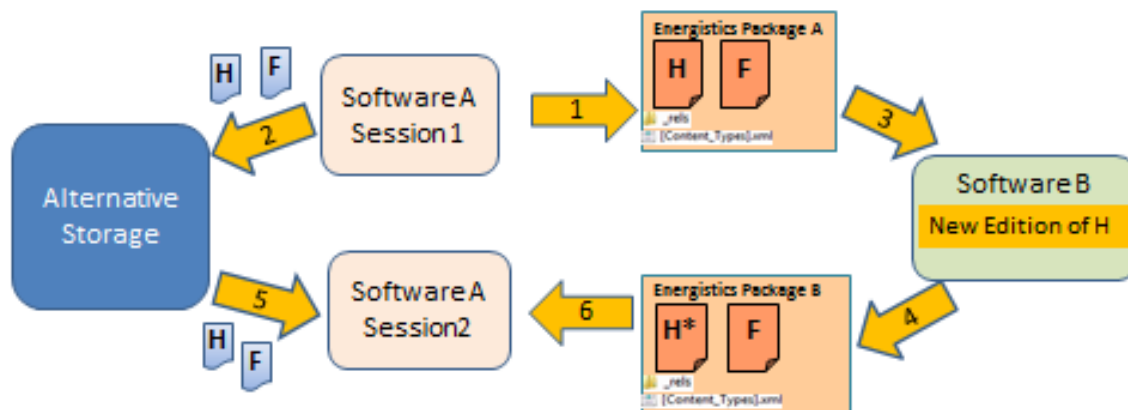 Energistics Package A
H
F
H
F
_rels
[Content_Types].xml
Software A
Session 1
1
2
3
Alternative
Storage
Software B
New Edition of H
Software A
Session2
5
6
4
Energistics Package B
H*
F
_rels
[Content_Types].xml
H
F